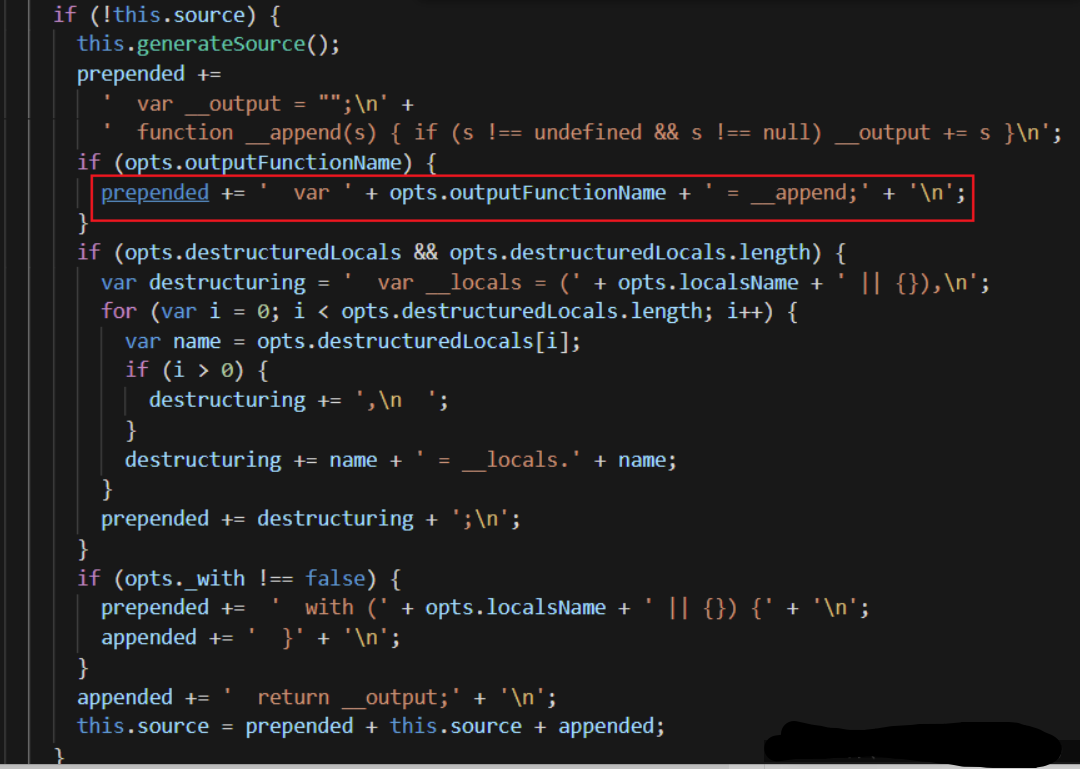 if (!this.source) {
this.generateSource();
prepended +=
'  var __output = "";\n' +
'  function __append(s) { if (s !== undefined && s !== null) __output += s }\n';
if (opts.outputFunctionName) {
prepended += '  var ' + opts.outputFunctionName + ' = __append;' + '\n';
}
if (opts.destructuredLocals && opts.destructuredLocals.length) {
var destructuring = '  var __locals = (' + opts.localsName + ' || {}),\n';
for (var i = 0; i < opts.destructuredLocals.length; i++) {
var name = opts.destructuredLocals[i];
if (i > 0) {
destructuring += ',\n  ';
}
destructuring += name + ' = __locals.' + name;
}
prepended += destructuring + ';\n';
}
if (opts._with !== false) {
prepended +=  '  with (' + opts.localsName + ' || {}) {' + '\n';
appended += '  }' + '\n';
}
appended += '  return __output;' + '\n';
this.source = prepended + this.source + appended;
}